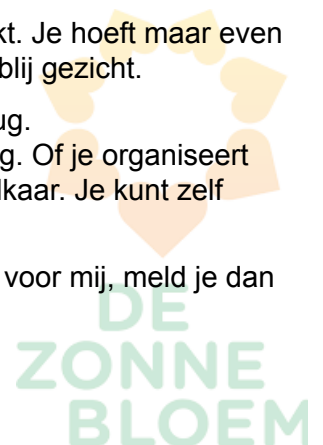 kt. Je hoeft maar even
blij gezicht.
ug.
g. Of je organiseert
lkaar. Je kunt zelf
voor mij, meld je dan
DE
ZONNE
BLOEM